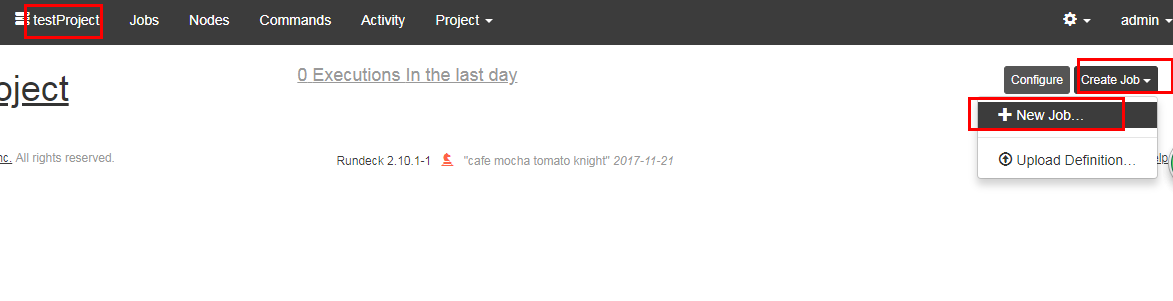 testProject Jobs Nodes Commands Activity Project admin
oject 0 Executions In the last day Configure Create Job
New Job...
nc. All rights reserved. Rundeck 2.10.1-1 "cafe mocha tomato knight" 2017-11-21 elp
Upload Definition...